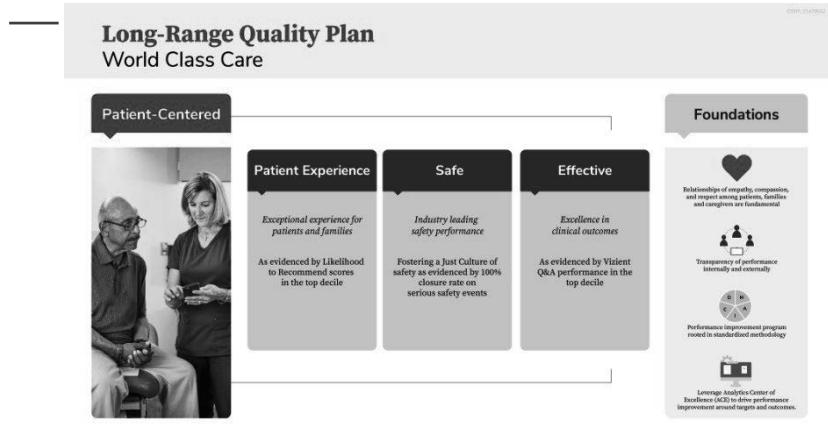 Long-Range Quality Plan
World Class Care
Patient-Centered
Patient Experience
Exceptional experience for
patients and families
As evidenced by Likelihood
to Recommend scores
in the top decile
Safe
Industry leading
safety performance
Fostering a Just Culture of
safety as evidenced by 100%
closure rate on
serious safety events
Effective
Excellence in
clinical outcomes
As evidenced by Vizient
Q&A performance in the
top decile
Foundations
Relationships of empathy, compassion,
and respect among patients, families
and caregivers are fundamental
Transparency of performance
internally and externally
D M A I C
Performance improvement program
rooted in standardized methodology
Leverage Analytics Center of
Excellence (ACE) to drive performance
improvement around targets and outcomes.